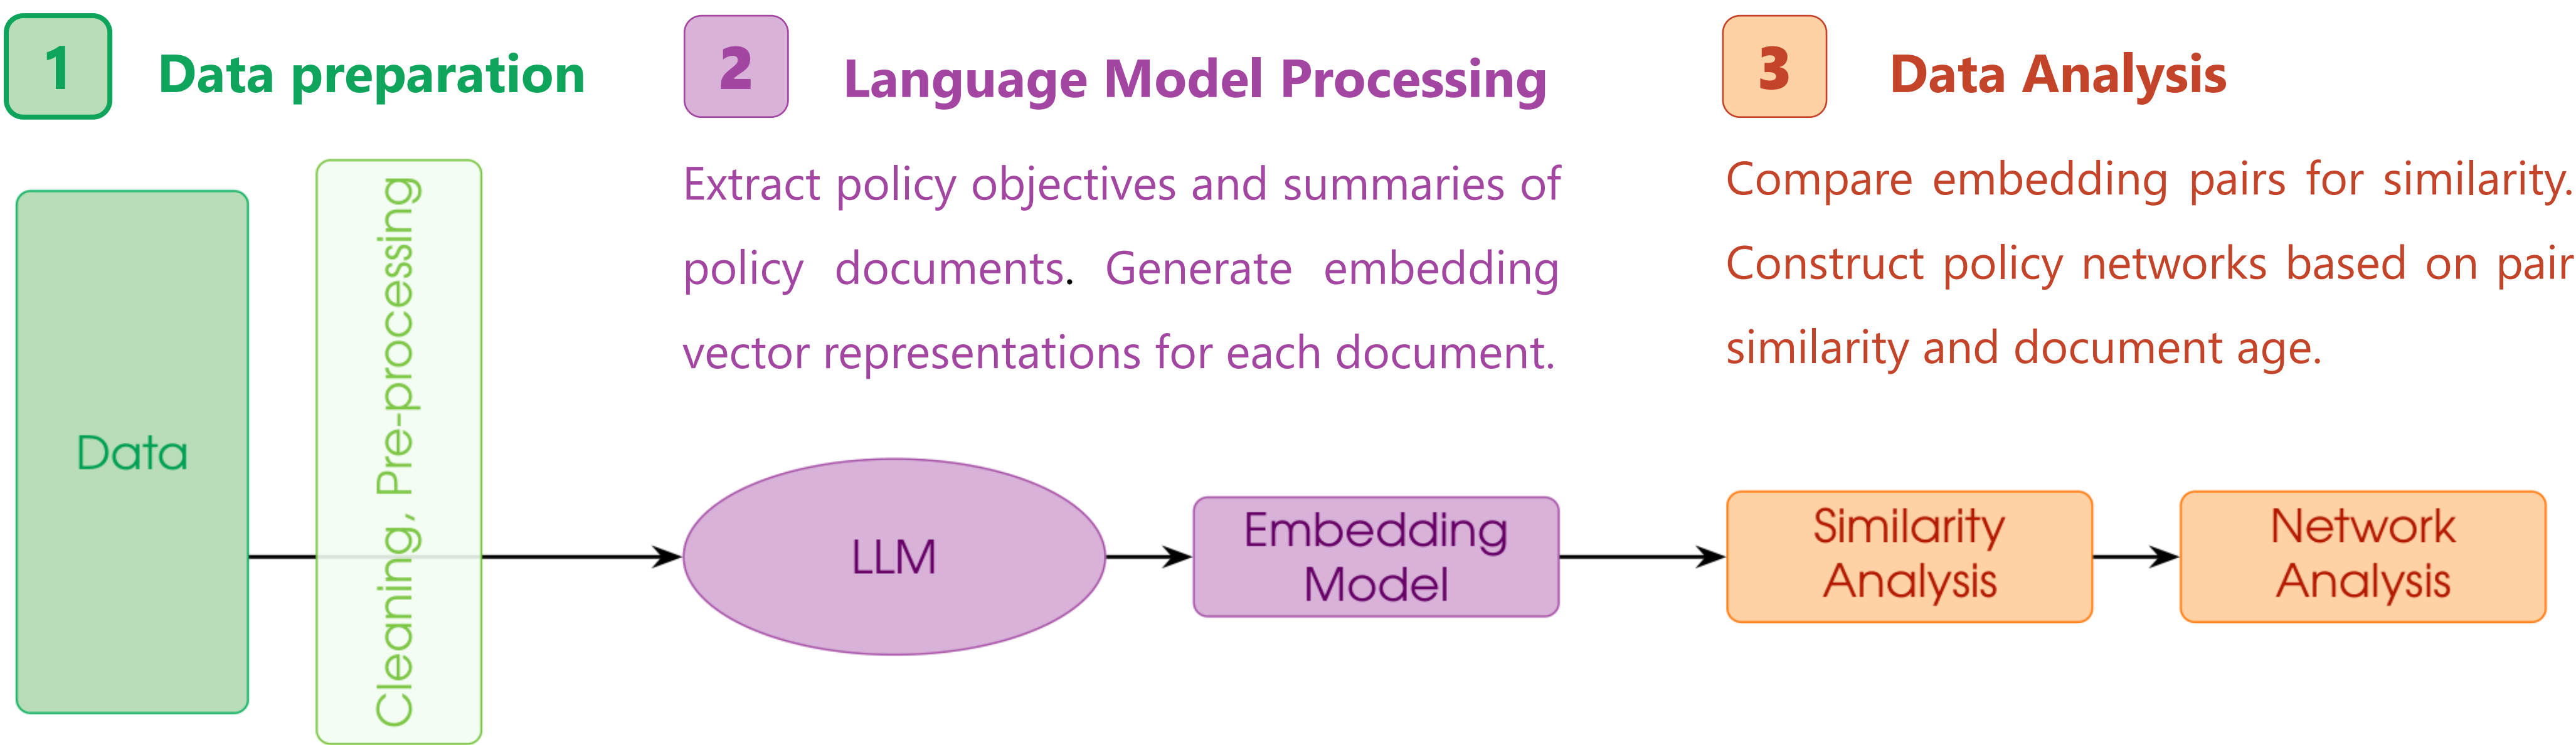 1
Data preparation
Data
Cleaning, Pre-processing
2
Language Model Processing
Extract policy objectives and summaries of
policy documents. Generate embedding
vector representations for each document.
LLM
Embedding
Model
3
Data Analysis
Compare embedding pairs for similarity.
Construct policy networks based on pair
similarity and document age.
Similarity
Analysis
Network
Analysis